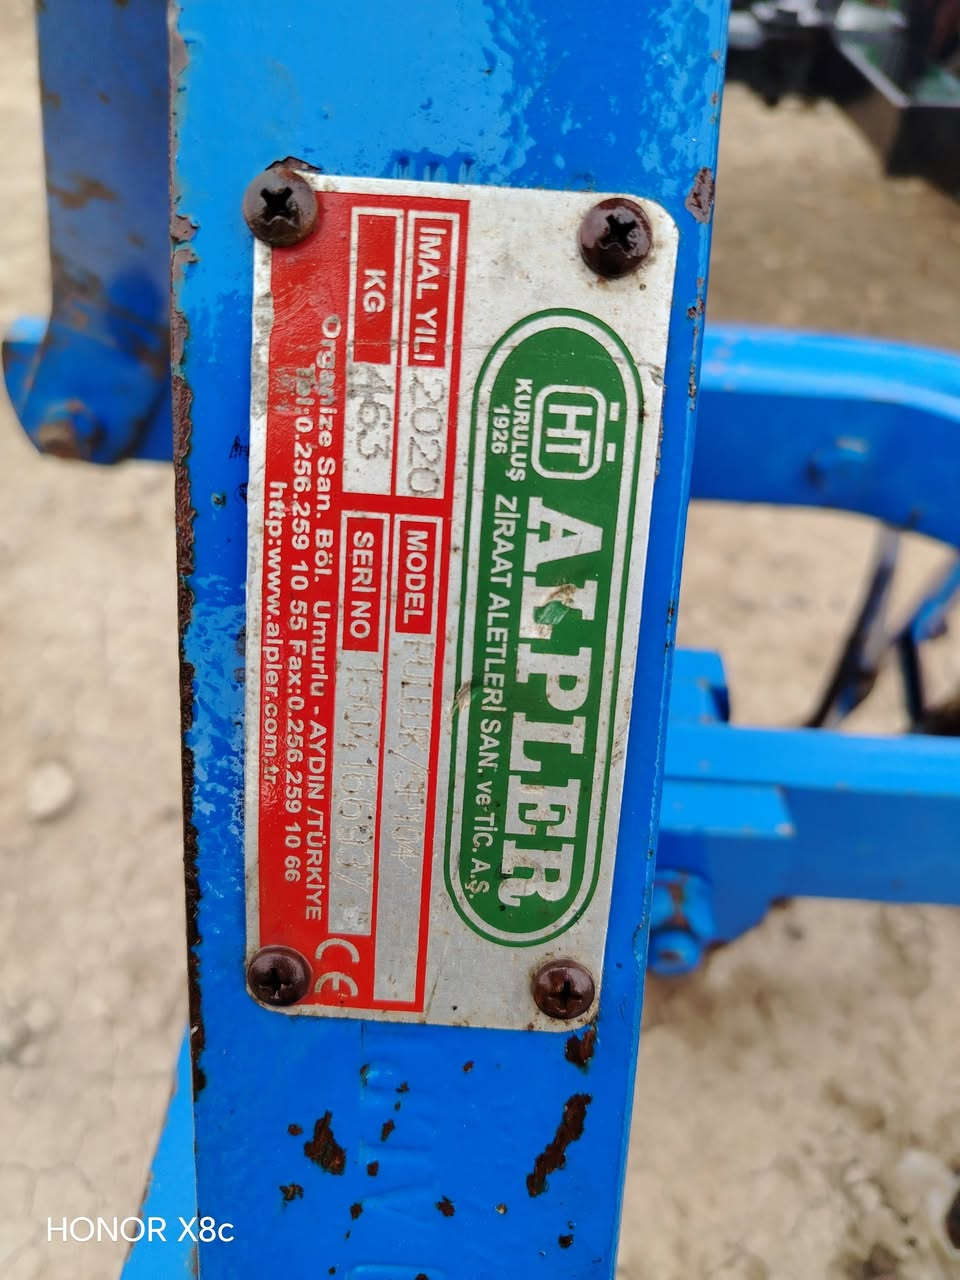 HT
KURULUŞ
1926
ALPLER
ZİRAAT ALETLERİ SAN. ve TİC. A.Ş.
İMAL YILI 2020 MODEL
KG 463 SERİ NO
Organize San. Böl. Umurlu - AYDIN /TÜRKİYE
Tel:0.256.259 10 55 Fax:0.256.259 10 66
http:www.alpler.com.tr
CE
HONOR X8c